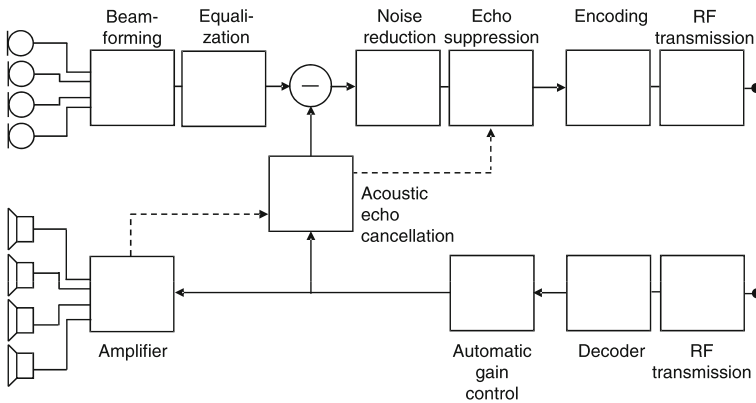 Beam-
forming
Equali-
zation
Noise
reduction
Echo
suppression
Encoding
RF
transmission
Acoustic
echo
cancellation
Amplifier
Automatic
gain
control
Decoder
RF
transmission